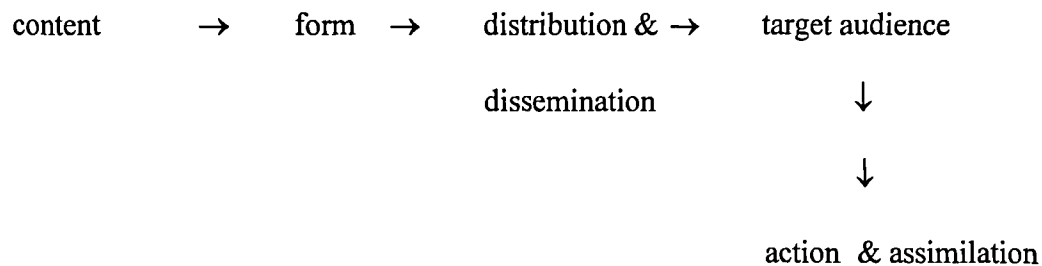 content → form → distribution & → target audience
dissemination ↓
↓
action & assimilation